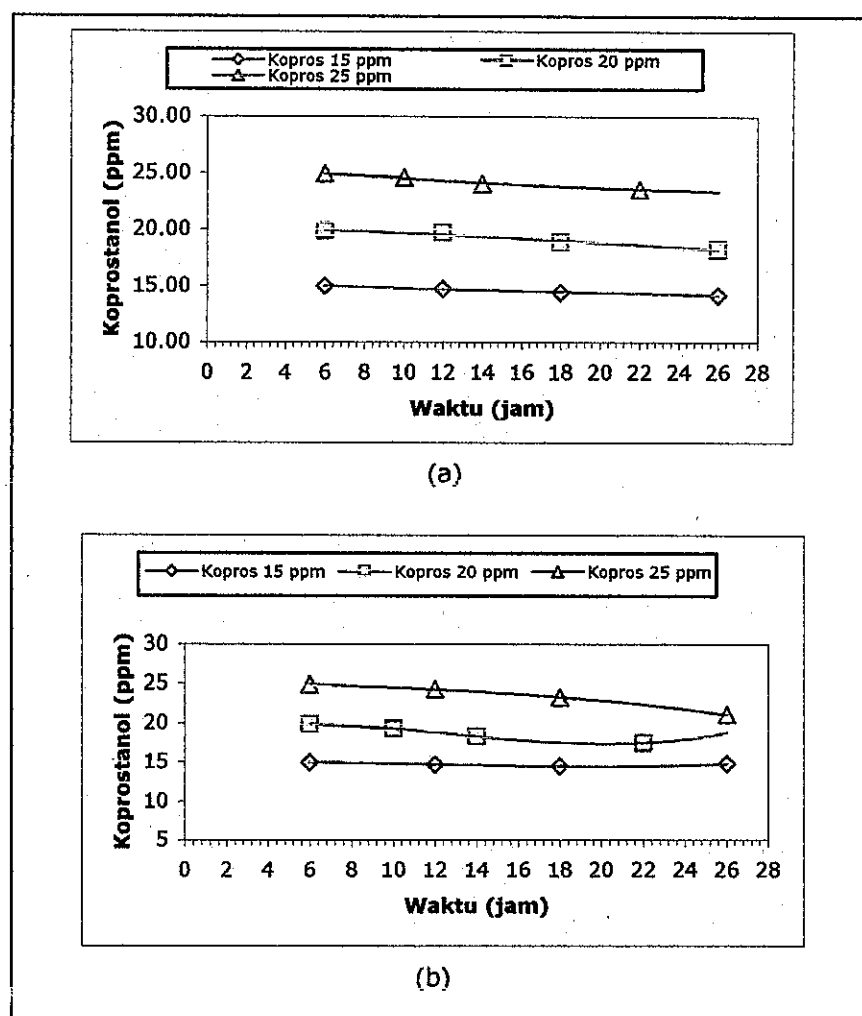 Kopros 15 ppm Kopros 20 ppm
Kopros 25 ppm
30.00
25.00
20.00
15.00
10.00
Koprostanol (ppm)
0 2 4 6 8 10 12 14 16 18 20 22 24 26 28
Waktu (jam)
(a)
Kopros 15 ppm Kopros 20 ppm Kopros 25 ppm
30
25
20
15
10
5
Koprostanol (ppm)
0 2 4 6 8 10 12 14 16 18 20 22 24 26 28
Waktu (jam)
(b)